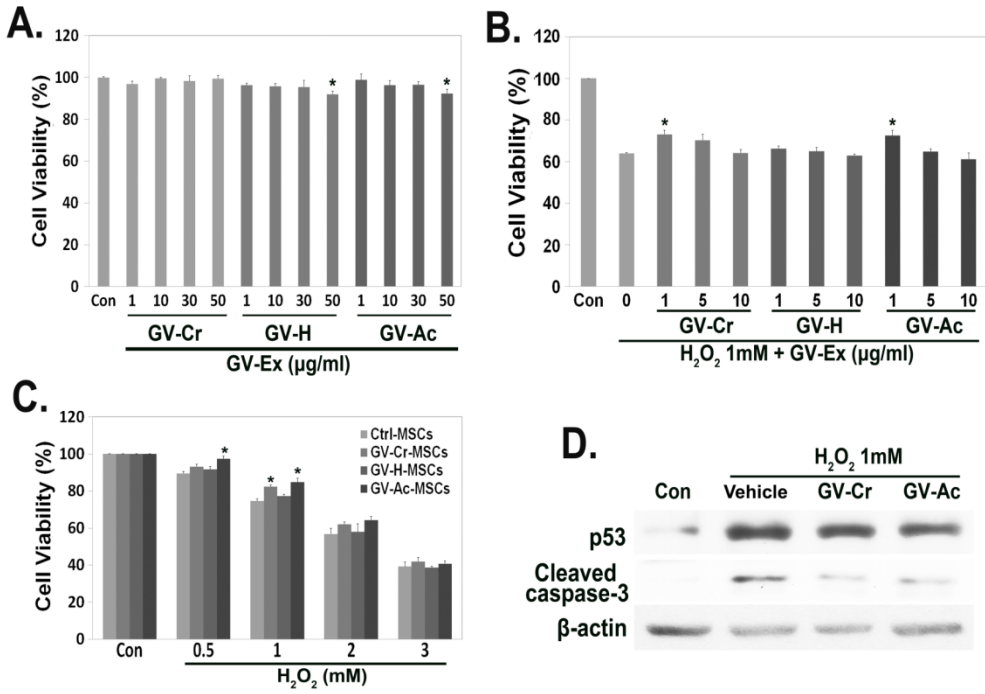 A.
120
100
80
60
40
20
0
Cell Viability (%)
*
*
Con 1 10 30 50 1 10 30 50 1 10 30 50
GV-Cr GV-H GV-Ac
GV-Ex (µg/ml)
B.
120
100
80
60
40
20
0
Cell Viability (%)
*
*
Con 0 1 5 10 1 5 10 1 5 10
GV-Cr GV-H GV-Ac
H₂O₂ 1mM + GV-Ex (µg/ml)
C.
120
100
80
60
40
20
0
Cell Viability (%)
Ctrl-MSCs
GV-Cr-MSCs
GV-H-MSCs
GV-Ac-MSCs
*
*
*
Con 0.5 1 2 3
H₂O₂ (mM)
D.
H₂O₂ 1mM
Con Vehicle GV-Cr GV-Ac
p53
Cleaved
caspase-3
β-actin